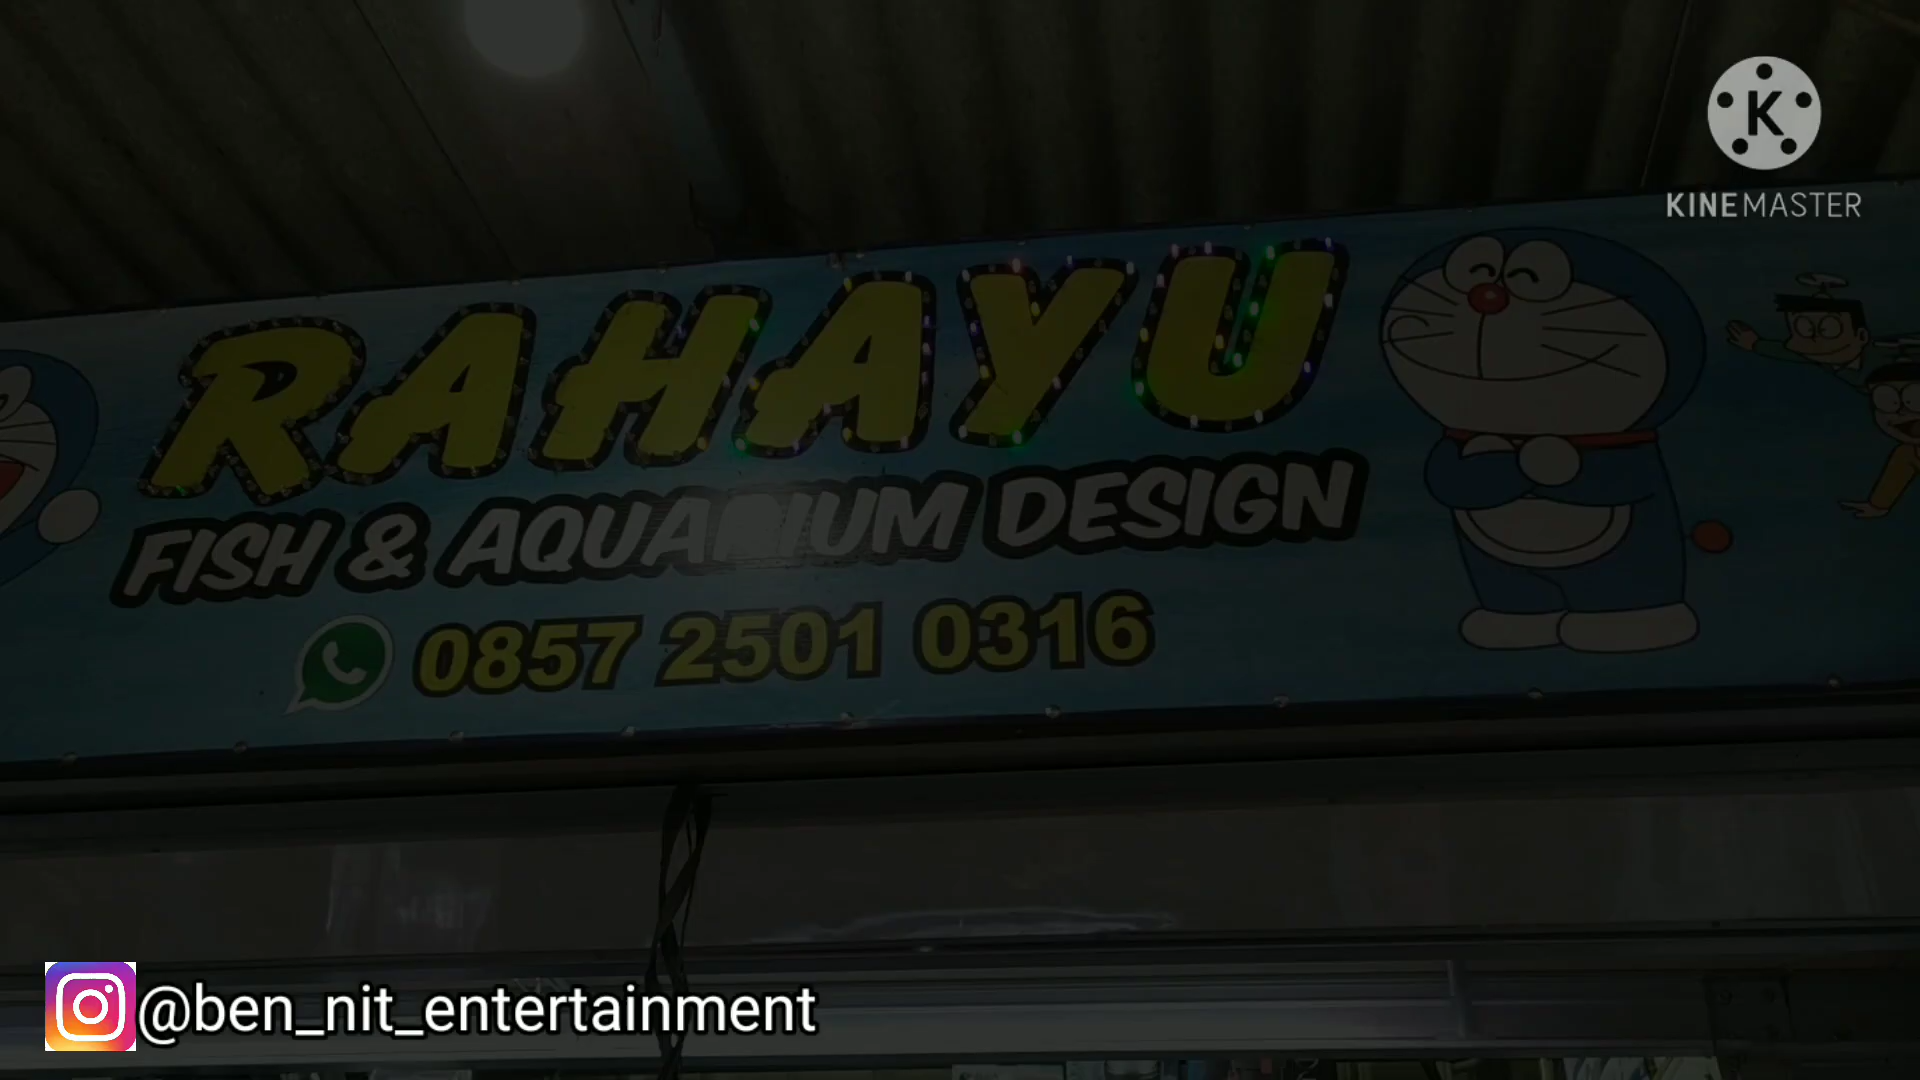 K
KINEMASTER
RAHAYU
FISH & AQUARIUM DESIGN
0857 2501 0316
@ben_nit_entertainment